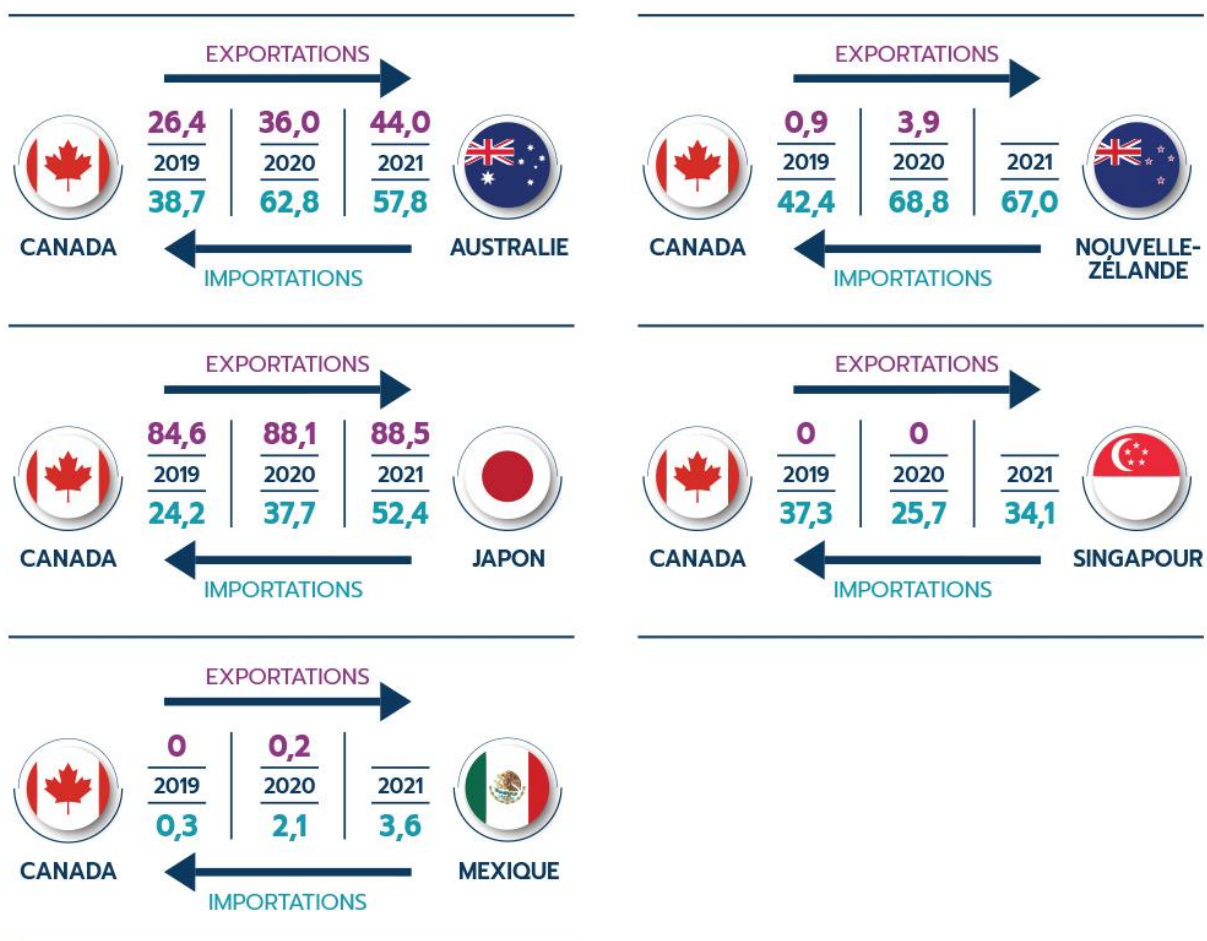 EXPORTATIONS
26,4 36,0 44,0
2019 2020 2021
38,7 62,8 57,8
CANADA AUSTRALIE
IMPORTATIONS
EXPORTATIONS
0,9 3,9
2019 2020 2021
42,4 68,8 67,0
CANADA NOUVELLE-
ZÉLANDE
IMPORTATIONS
EXPORTATIONS
84,6 88,1 88,5
2019 2020 2021
24,2 37,7 52,4
CANADA JAPON
IMPORTATIONS
EXPORTATIONS
0 0
2019 2020 2021
37,3 25,7 34,1
CANADA SINGAPOUR
IMPORTATIONS
EXPORTATIONS
0 0,2
2019 2020 2021
0,3 2,1 3,6
CANADA MEXIQUE
IMPORTATIONS